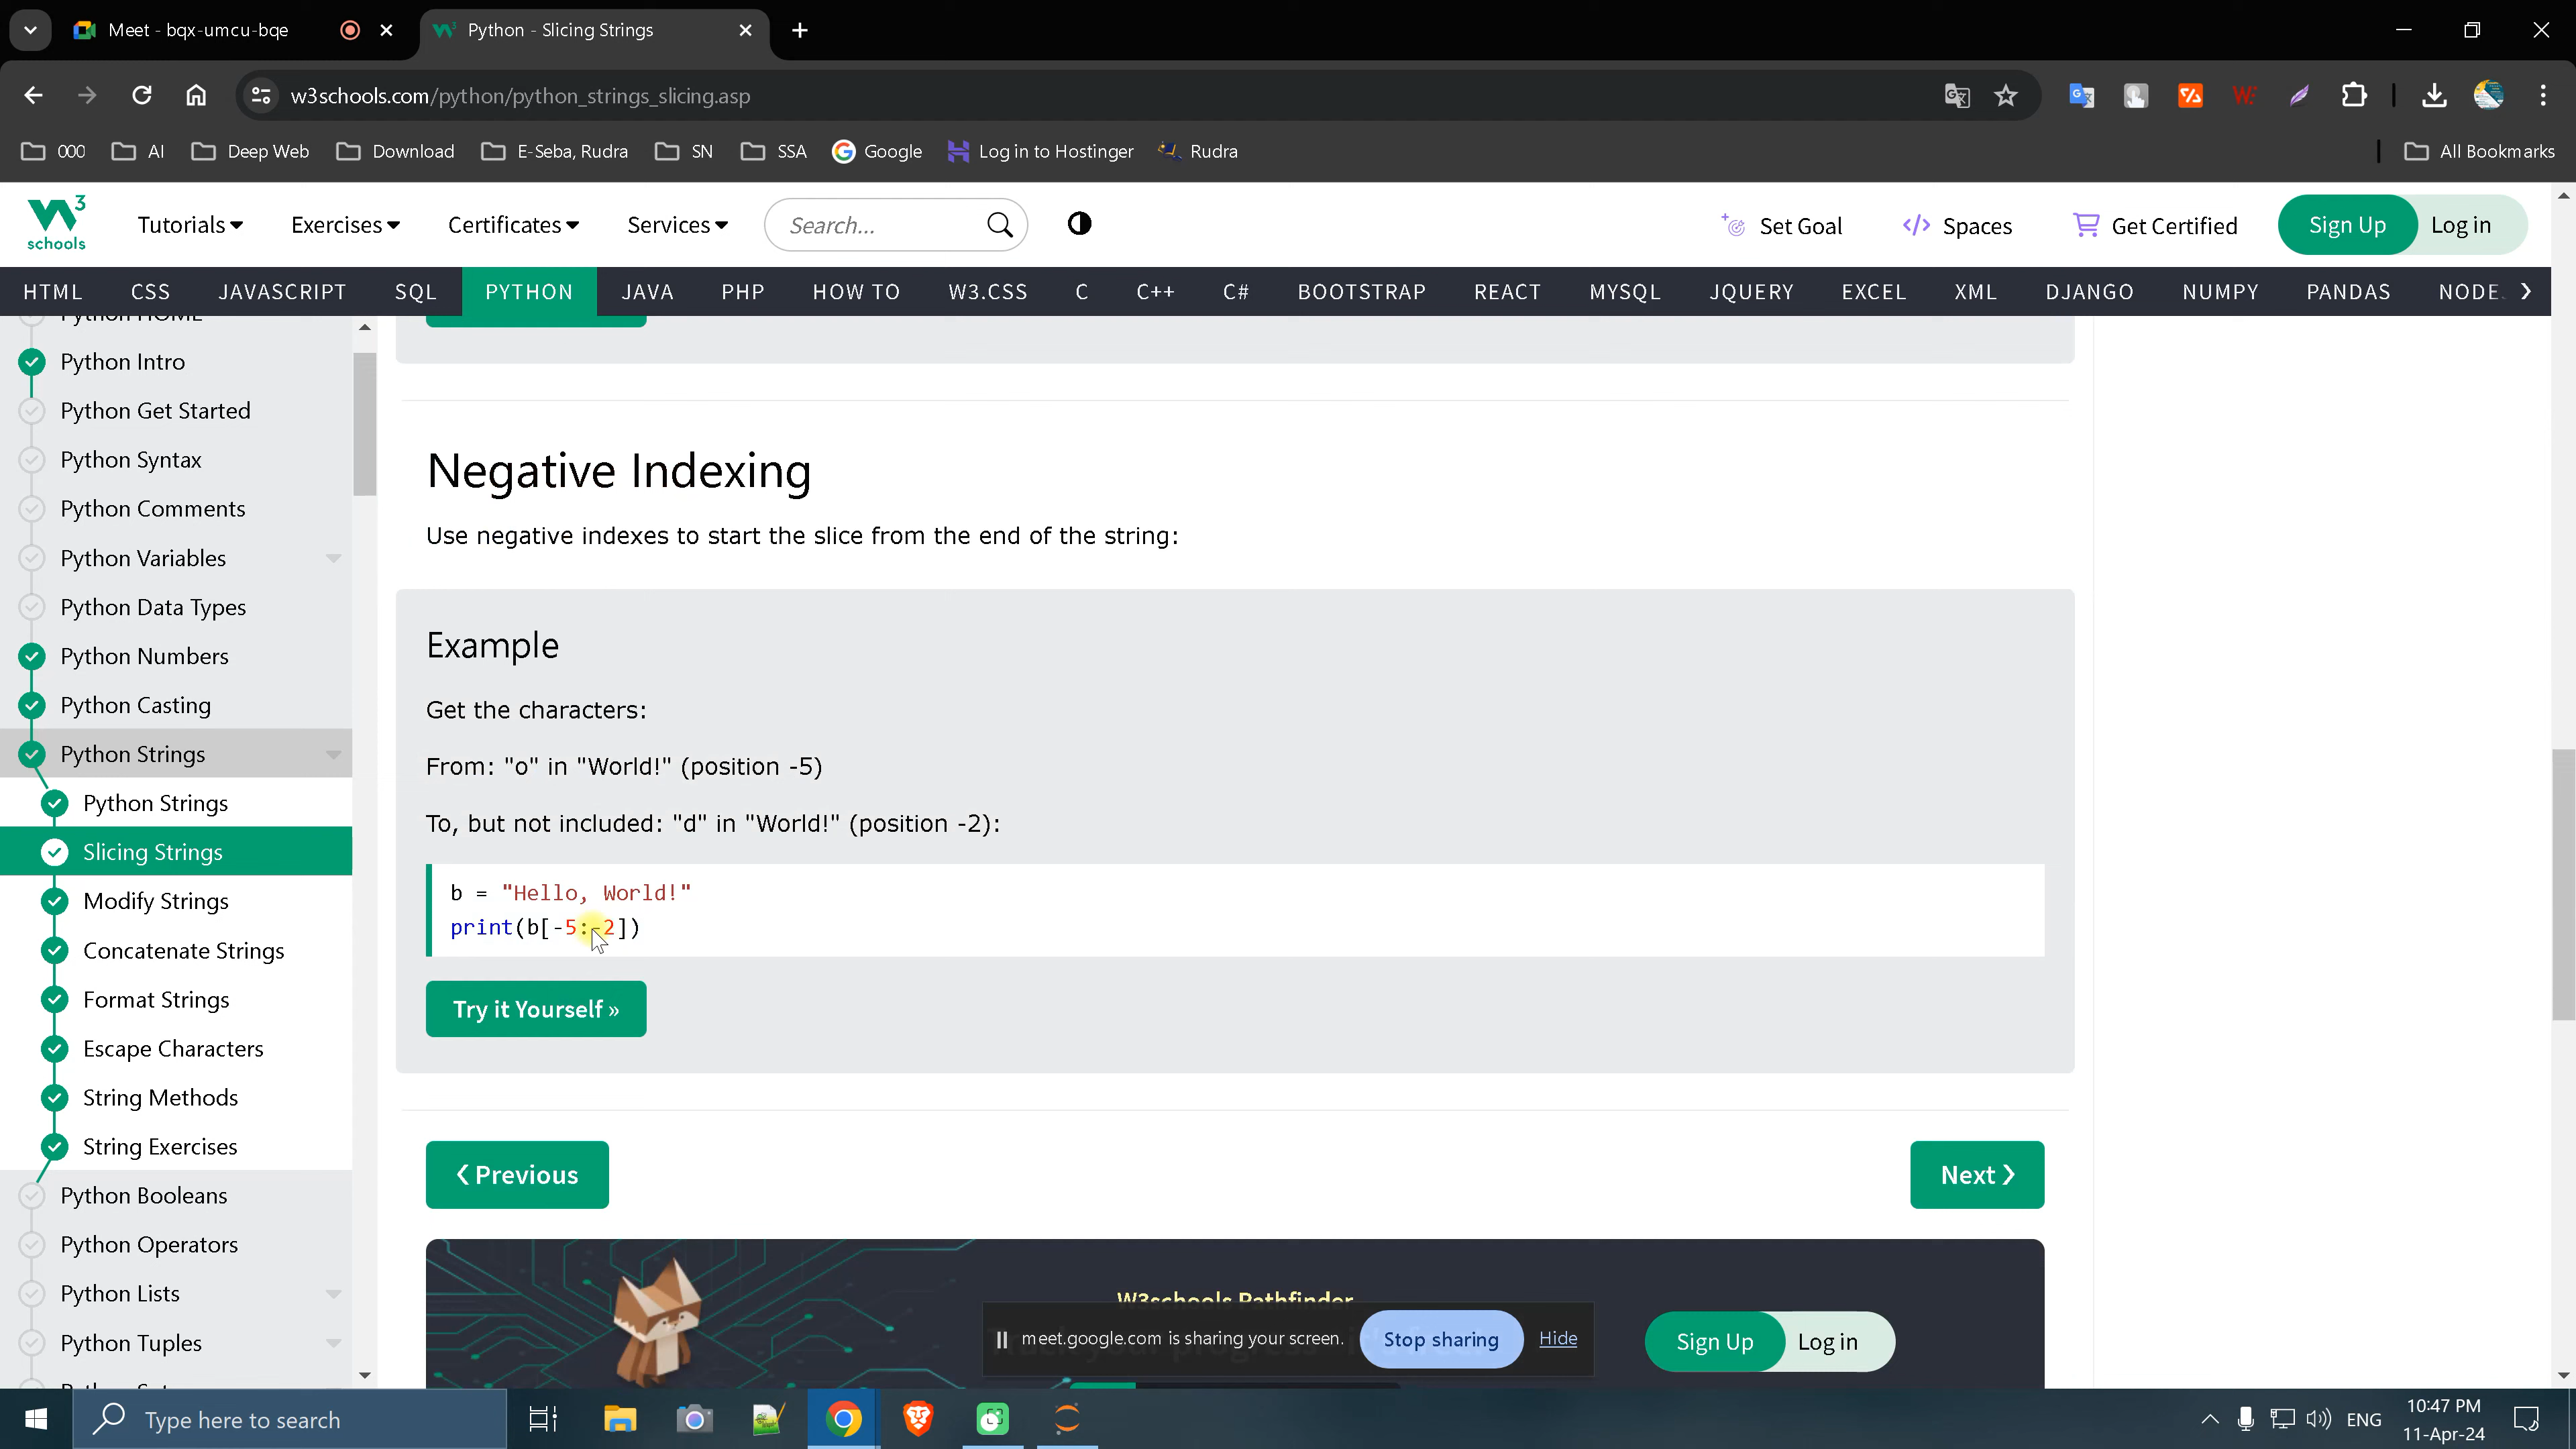 Meet - bqx-umcu-bqe
Python - Slicing Strings
w3schools.com/python/python_strings_slicing.asp
000
AI
Deep Web
Download
E-Seba, Rudra
SN
SSA
Google
Log in to Hostinger
Rudra
All Bookmarks
W3 schools
Tutorials
Exercises
Certificates
Services
Search...
Set Goal
Spaces
Get Certified
Sign Up
Log in
HTML
CSS
JAVASCRIPT
SQL
PYTHON
JAVA
PHP
HOW TO
W3.CSS
C
C++
C#
BOOTSTRAP
REACT
MYSQL
JQUERY
EXCEL
XML
DJANGO
NUMPY
PANDAS
NODE
Python HOME
Python Intro
Python Get Started
Python Syntax
Python Comments
Python Variables
Python Data Types
Python Numbers
Python Casting
Python Strings
Python Strings
Slicing Strings
Modify Strings
Concatenate Strings
Format Strings
Escape Characters
String Methods
String Exercises
Python Booleans
Python Operators
Python Lists
Python Tuples
Negative Indexing
Use negative indexes to start the slice from the end of the string:
Example
Get the characters:
From: "o" in "World!" (position -5)
To, but not included: "d" in "World!" (position -2):
b = "Hello, World!"
print(b[-5:-2])
Try it Yourself »
❮ Previous
Next ❯
W3schools Pathfinder
meet.google.com is sharing your screen.
Stop sharing
Hide
Sign Up
Log in
Type here to search
ENG
10:47 PM
11-Apr-24